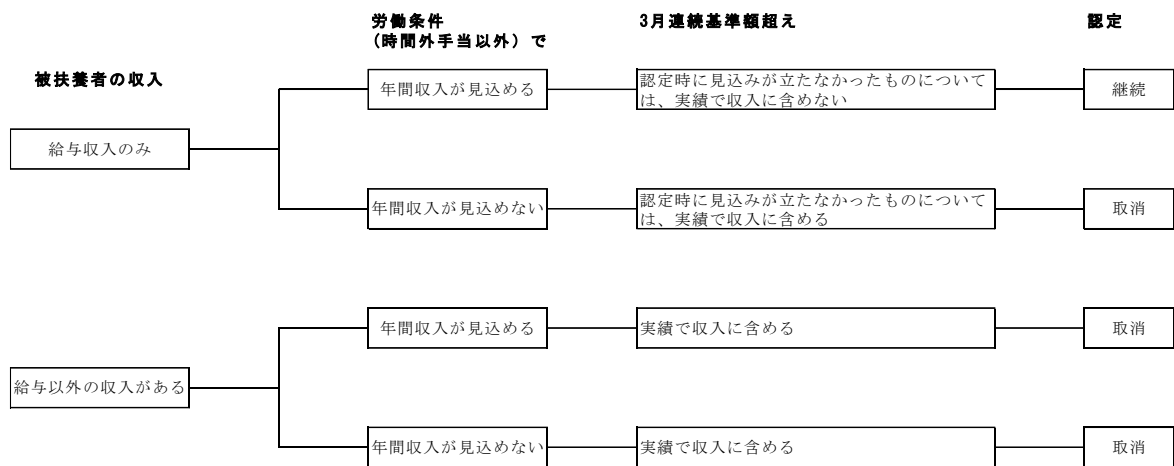 労働条件
(時間外手当以外）で
3月連続基準額超え
認定
被扶養者の収入
年間収入が見込める
認定時に見込みが立たなかったものについて
は、実績で収入に含めない
継続
給与収入のみ
年間収入が見込めない
認定時に見込みが立たなかったものについて
は、実績で収入に含める
取消
年間収入が見込める
実績で収入に含める
取消
給与以外の収入がある
年間収入が見込めない
実績で収入に含める
取消